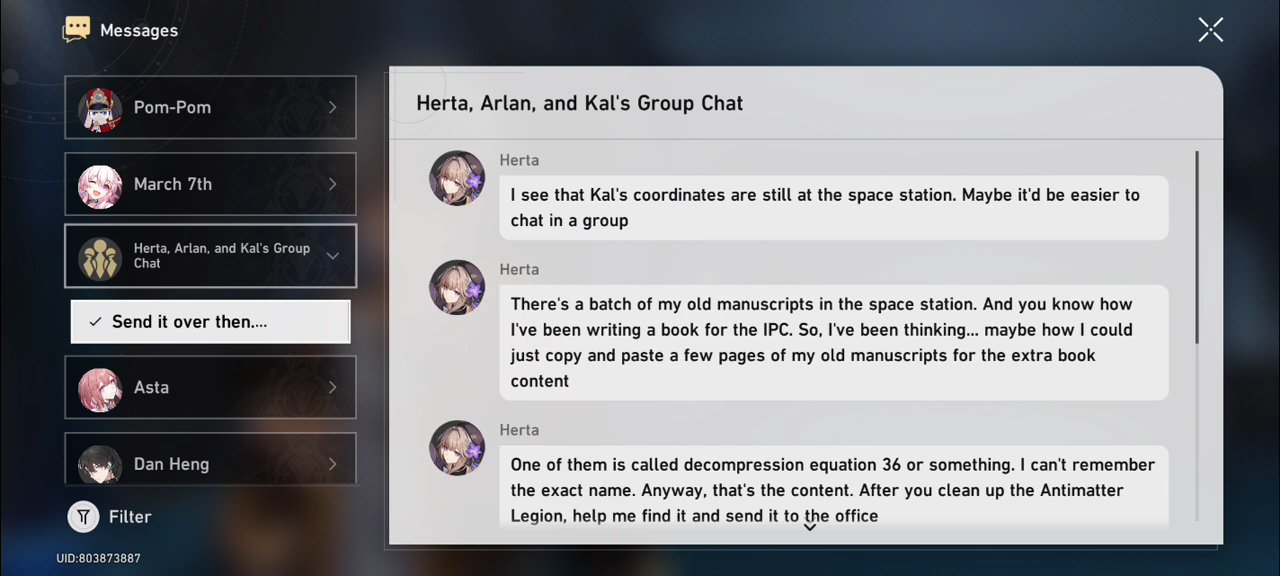 Messages
Pom-Pom
March 7th
Herta, Arlan, and Kal's Group
Chat
Send it over then....
Asta
Dan Heng
Filter
UID:803873887
Herta, Arlan, and Kal's Group Chat
Herta
I see that Kal's coordinates are still at the space station. Maybe it'd be easier to
chat in a group
Herta
There's a batch of my old manuscripts in the space station. And you know how
I've been writing a book for the IPC. So, I've been thinking... maybe how I could
just copy and paste a few pages of my old manuscripts for the extra book
content
Herta
One of them is called decompression equation 36 or something. I can't remember
the exact name. Anyway, that's the content. After you clean up the Antimatter
Legion, help me find it and send it to the office